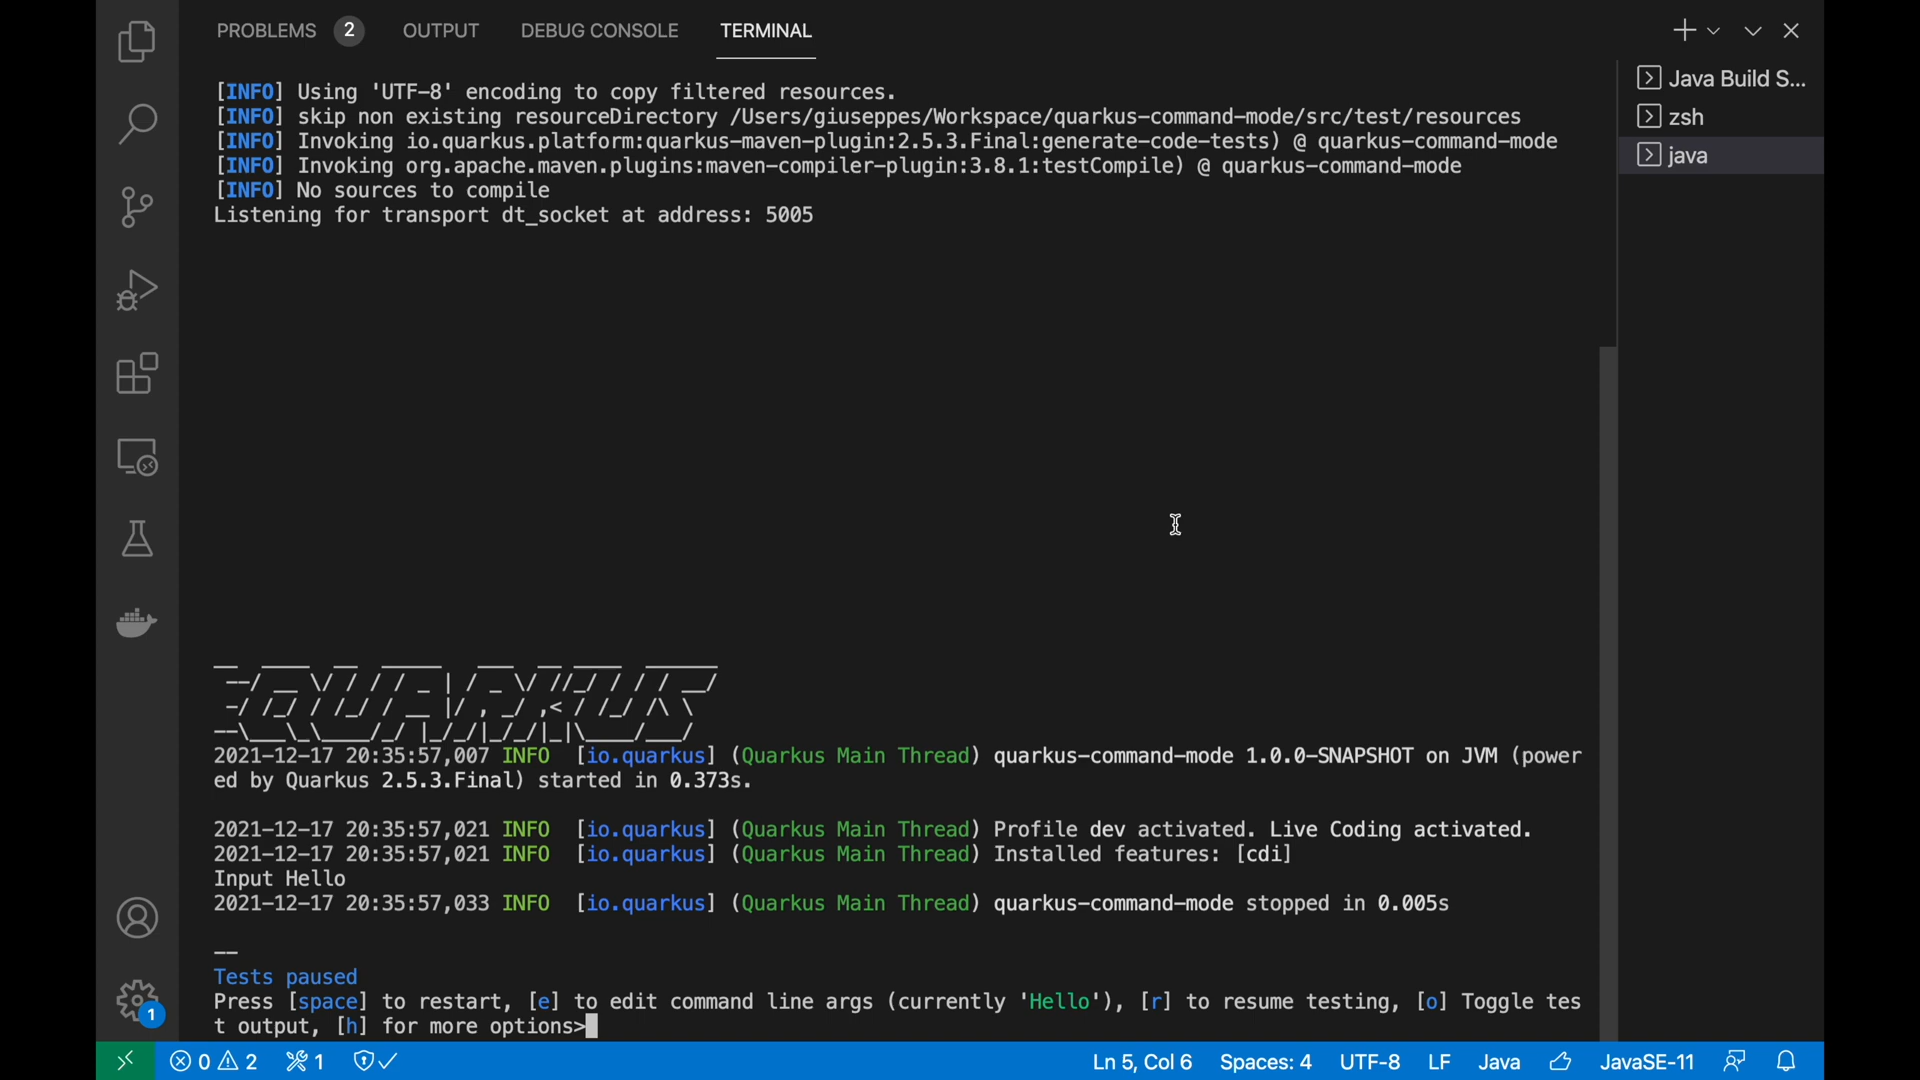 PROBLEMS 2 OUTPUT DEBUG CONSOLE TERMINAL
Java Build S...
zsh
java
[INFO] Using 'UTF-8' encoding to copy filtered resources.
[INFO] skip non existing resourceDirectory /Users/giuseppes/Workspace/quarkus-command-mode/src/test/resources
[INFO] Invoking io.quarkus.platform:quarkus-maven-plugin:2.5.3.Final:generate-code-tests) @ quarkus-command-mode
[INFO] Invoking org.apache.maven.plugins:maven-compiler-plugin:3.8.1:testCompile) @ quarkus-command-mode
[INFO] No sources to compile
Listening for transport dt_socket at address: 5005
QUARKUS
2021-12-17 20:35:57,007 INFO [io.quarkus] (Quarkus Main Thread) quarkus-command-mode 1.0.0-SNAPSHOT on JVM (power
ed by Quarkus 2.5.3.Final) started in 0.373s.
2021-12-17 20:35:57,021 INFO [io.quarkus] (Quarkus Main Thread) Profile dev activated. Live Coding activated.
2021-12-17 20:35:57,021 INFO [io.quarkus] (Quarkus Main Thread) Installed features: [cdi]
Input Hello
2021-12-17 20:35:57,033 INFO [io.quarkus] (Quarkus Main Thread) quarkus-command-mode stopped in 0.005s
--
Tests paused
Press [space] to restart, [e] to edit command line args (currently 'Hello'), [r] to resume testing, [o] Toggle tes
t output, [h] for more options>
1
0 2 1 Ln 5, Col 6 Spaces: 4 UTF-8 LF Java JavaSE-11